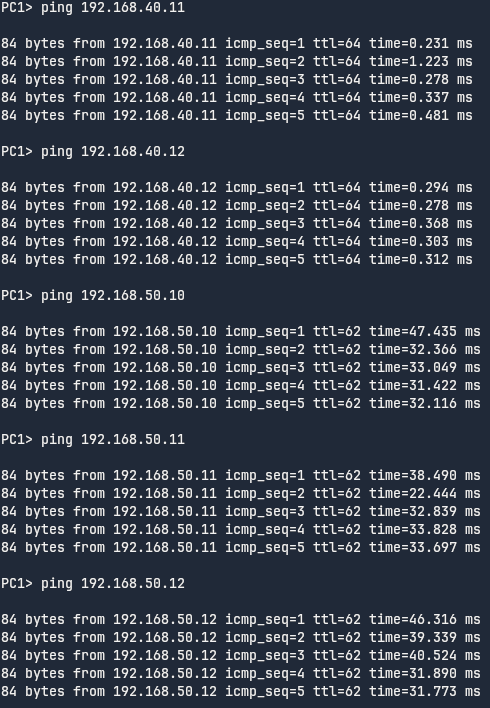 PC1> ping 192.168.40.11
84 bytes from 192.168.40.11 icmp_seq=1 ttl=64 time=0.231 ms
84 bytes from 192.168.40.11 icmp_seq=2 ttl=64 time=1.223 ms
84 bytes from 192.168.40.11 icmp_seq=3 ttl=64 time=0.278 ms
84 bytes from 192.168.40.11 icmp_seq=4 ttl=64 time=0.337 ms
84 bytes from 192.168.40.11 icmp_seq=5 ttl=64 time=0.481 ms
PC1> ping 192.168.40.12
84 bytes from 192.168.40.12 icmp_seq=1 ttl=64 time=0.294 ms
84 bytes from 192.168.40.12 icmp_seq=2 ttl=64 time=0.278 ms
84 bytes from 192.168.40.12 icmp_seq=3 ttl=64 time=0.368 ms
84 bytes from 192.168.40.12 icmp_seq=4 ttl=64 time=0.303 ms
84 bytes from 192.168.40.12 icmp_seq=5 ttl=64 time=0.312 ms
PC1> ping 192.168.50.10
84 bytes from 192.168.50.10 icmp_seq=1 ttl=62 time=47.435 ms
84 bytes from 192.168.50.10 icmp_seq=2 ttl=62 time=32.366 ms
84 bytes from 192.168.50.10 icmp_seq=3 ttl=62 time=33.049 ms
84 bytes from 192.168.50.10 icmp_seq=4 ttl=62 time=31.422 ms
84 bytes from 192.168.50.10 icmp_seq=5 ttl=62 time=32.116 ms
PC1> ping 192.168.50.11
84 bytes from 192.168.50.11 icmp_seq=1 ttl=62 time=38.490 ms
84 bytes from 192.168.50.11 icmp_seq=2 ttl=62 time=22.444 ms
84 bytes from 192.168.50.11 icmp_seq=3 ttl=62 time=32.839 ms
84 bytes from 192.168.50.11 icmp_seq=4 ttl=62 time=33.828 ms
84 bytes from 192.168.50.11 icmp_seq=5 ttl=62 time=33.697 ms
PC1> ping 192.168.50.12
84 bytes from 192.168.50.12 icmp_seq=1 ttl=62 time=46.316 ms
84 bytes from 192.168.50.12 icmp_seq=2 ttl=62 time=39.339 ms
84 bytes from 192.168.50.12 icmp_seq=3 ttl=62 time=40.524 ms
84 bytes from 192.168.50.12 icmp_seq=4 ttl=62 time=31.890 ms
84 bytes from 192.168.50.12 icmp_seq=5 ttl=62 time=31.773 ms